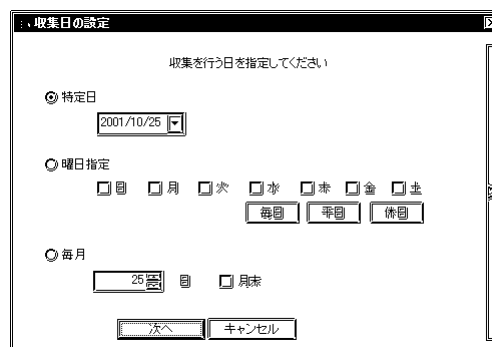 収集日の設定
収集を行う日を指定してください
特定日
2001/10/25
曜日指定
日 月 火 水 木 金 土
毎日 平日 休日
毎月
25 日 月末
次へ キャンセル